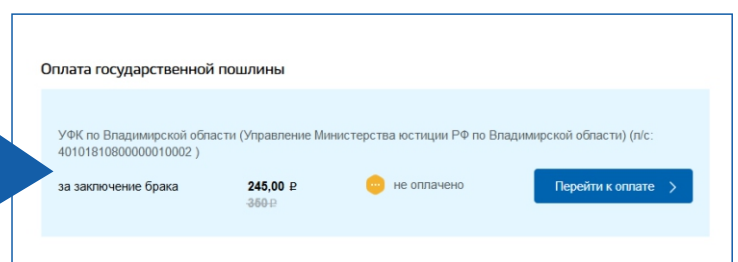 Оплата государственной пошлины
УФК по Владимирской области (Управление Министерства юстиции РФ по Владимирской области) (л/с:
40101810800000010002 )
за заключение брака 245,00 ₽ не оплачено Перейти к оплате
350 ₽